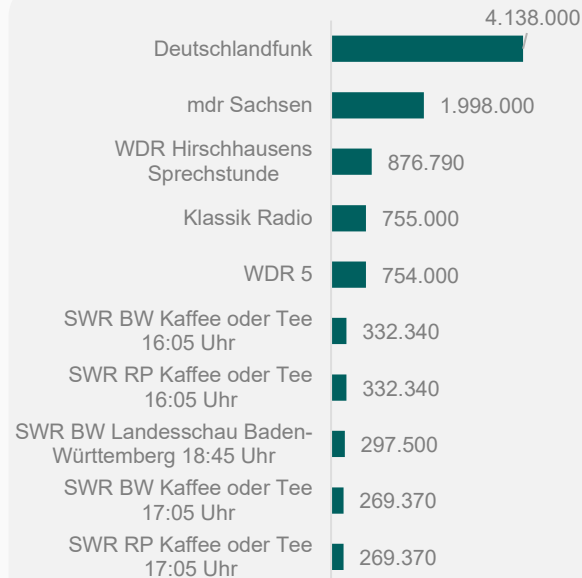 4.138.000
Deutschlandfunk
mdr Sachsen
1.998.000
WDR Hirschhausens
Sprechstunde
876.790
Klassik Radio
755.000
WDR 5
754.000
SWR BW Kaffee oder Tee
16:05 Uhr
332.340
SWR RP Kaffee oder Tee
16:05 Uhr
332.340
SWR BW Landesschau Baden-
Württemberg 18:45 Uhr
297.500
SWR BW Kaffee oder Tee
17:05 Uhr
269.370
SWR RP Kaffee oder Tee
17:05 Uhr
269.370